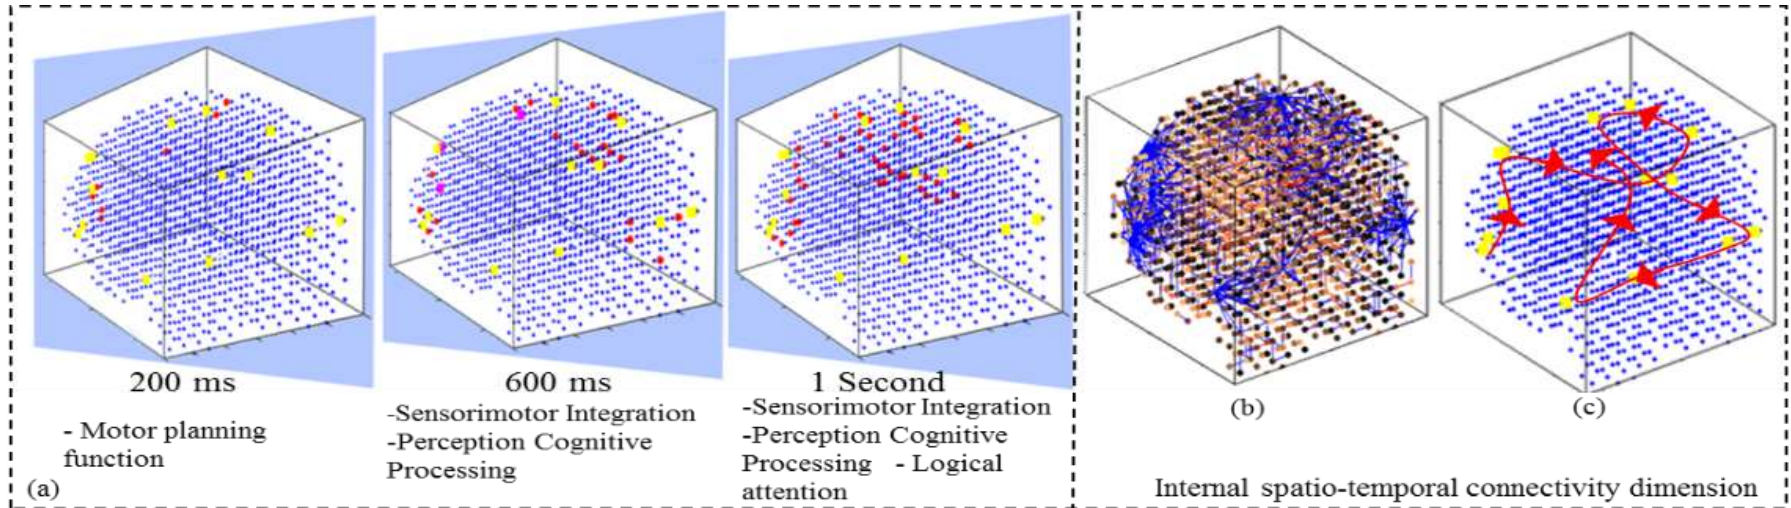 200 ms
- Motor planning
function
600 ms
-Sensorimotor Integration
-Perception Cognitive
Processing
1 Second
-Sensorimotor Integration
-Perception Cognitive
Processing - Logical
attention
(a)
(b)
(c)
Internal spatio-temporal connectivity dimension